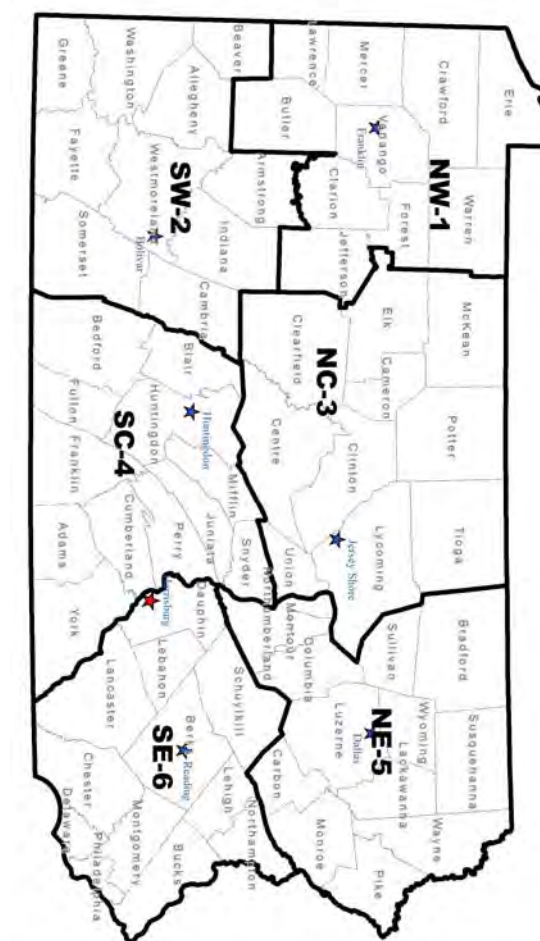 Erie
Crawford
Warren
McKean
Potter
Tioga
Bradford
Susquehanna
Wayne
Mercer
Vanango
Franklin
NW-1
Forest
Elk
Cameron
Clinton
Lycoming
Jersey Shore
Sullivan
Wyoming
Lackawanna
Pike
Lawrence
Butler
Clarion
Jefferson
Clearfield
NC-3
Centre
Union
Montour
Columbia
Northumberland
Luzerne
Dallas
NE-5
Carbon
Monroe
Beaver
Allegheny
Armstrong
Indiana
Cambria
Blair
Huntingdon
Huntingdon
Mifflin
Snyder
Juniata
Perry
Dauphin
Schuylkill
Lehigh
Northampton
Washington
Westmorelan
Bolivar
SW-2
SC-4
Cumberland
Lebanon
Reading
SE-6
Montgomery
Bucks
Greene
Fayette
Somerset
Bedford
Fulton
Franklin
Adams
York
Lancaster
Chester
Delaware
Philadelphia